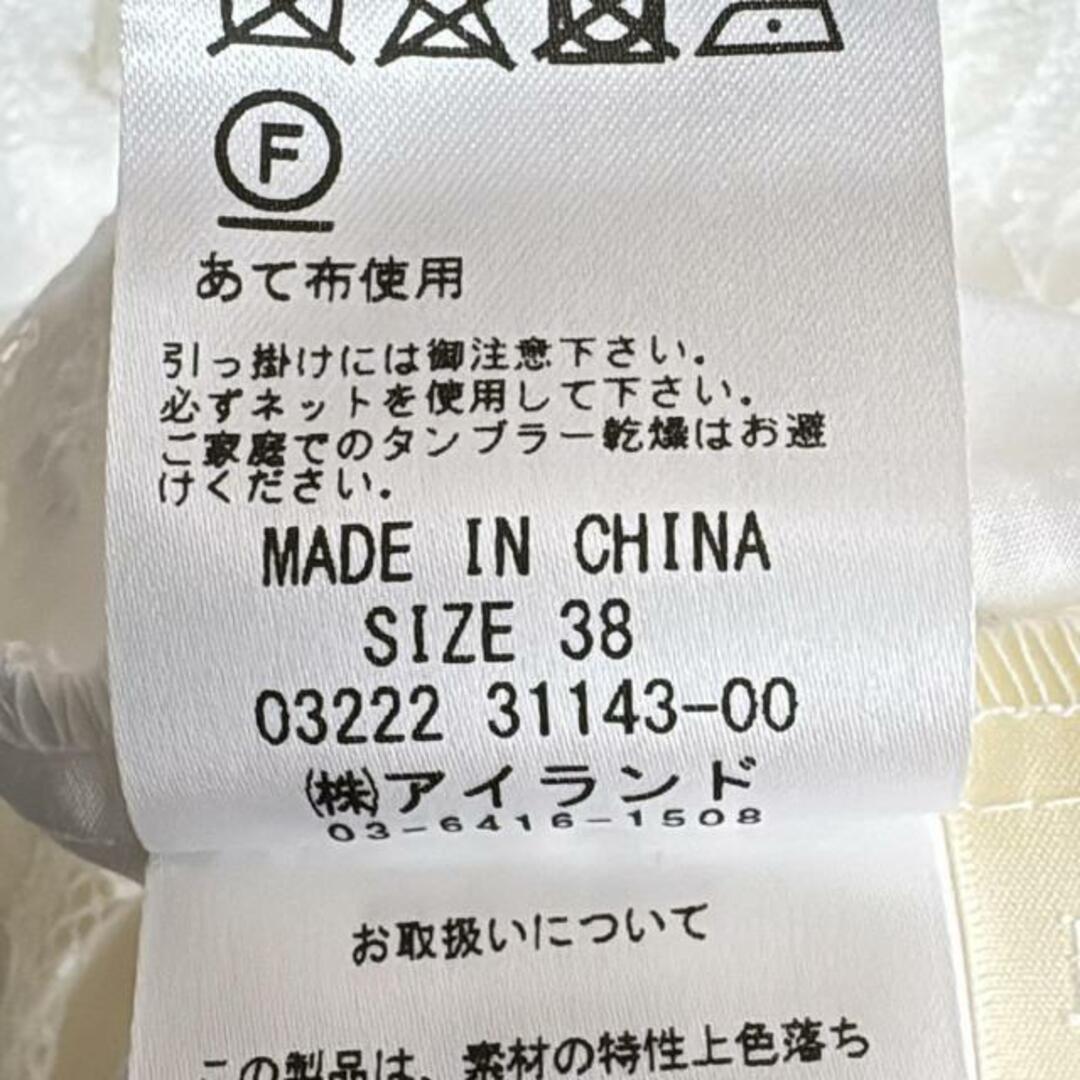 F
あて布使用
引っ掛けには御注意下さい。
必ずネットを使用して下さい。
ご家庭でのタンブラー乾燥はお避
けください。
MADE IN CHINA
SIZE 38
03222 31143-00
㈱アイランド
03-6416-1508
お取扱いについて
この製品は、素材の特性上色落ち